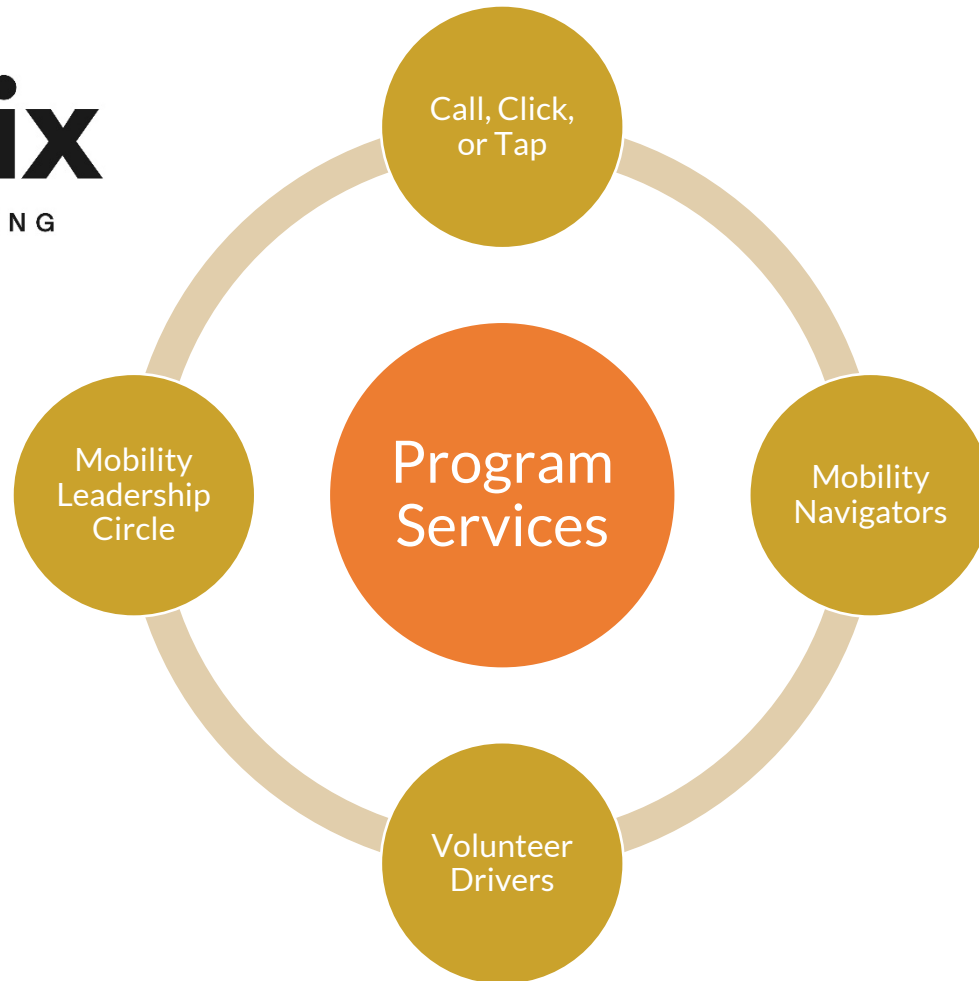 ix
NG
Call, Click,
or Tap
Mobility
Leadership
Circle
Program
Services
Mobility
Navigators
Volunteer
Drivers